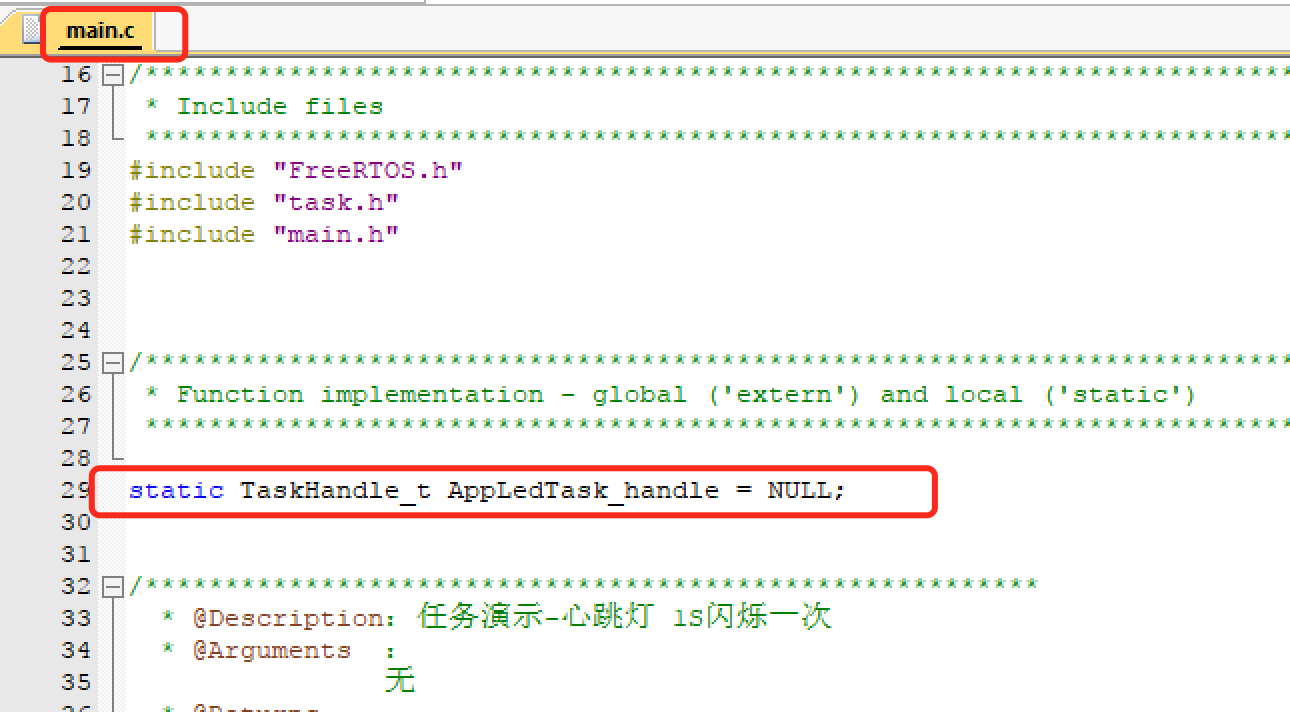 main.c
16 /************************************************************************
17 * Include files
18 ************************************************************************
19 #include "FreeRTOS.h"
20 #include "task.h"
21 #include "main.h"
22
23
24
25 /************************************************************************
26 * Function implementation - global ('extern') and local ('static')
27 ************************************************************************
28
29 static TaskHandle_t AppLedTask_handle = NULL;
30
31
32 /********************************************************
33 * @Description: 任务演示-心跳灯 1S闪烁一次
34 * @Arguments :
35 无
36 * @Returns